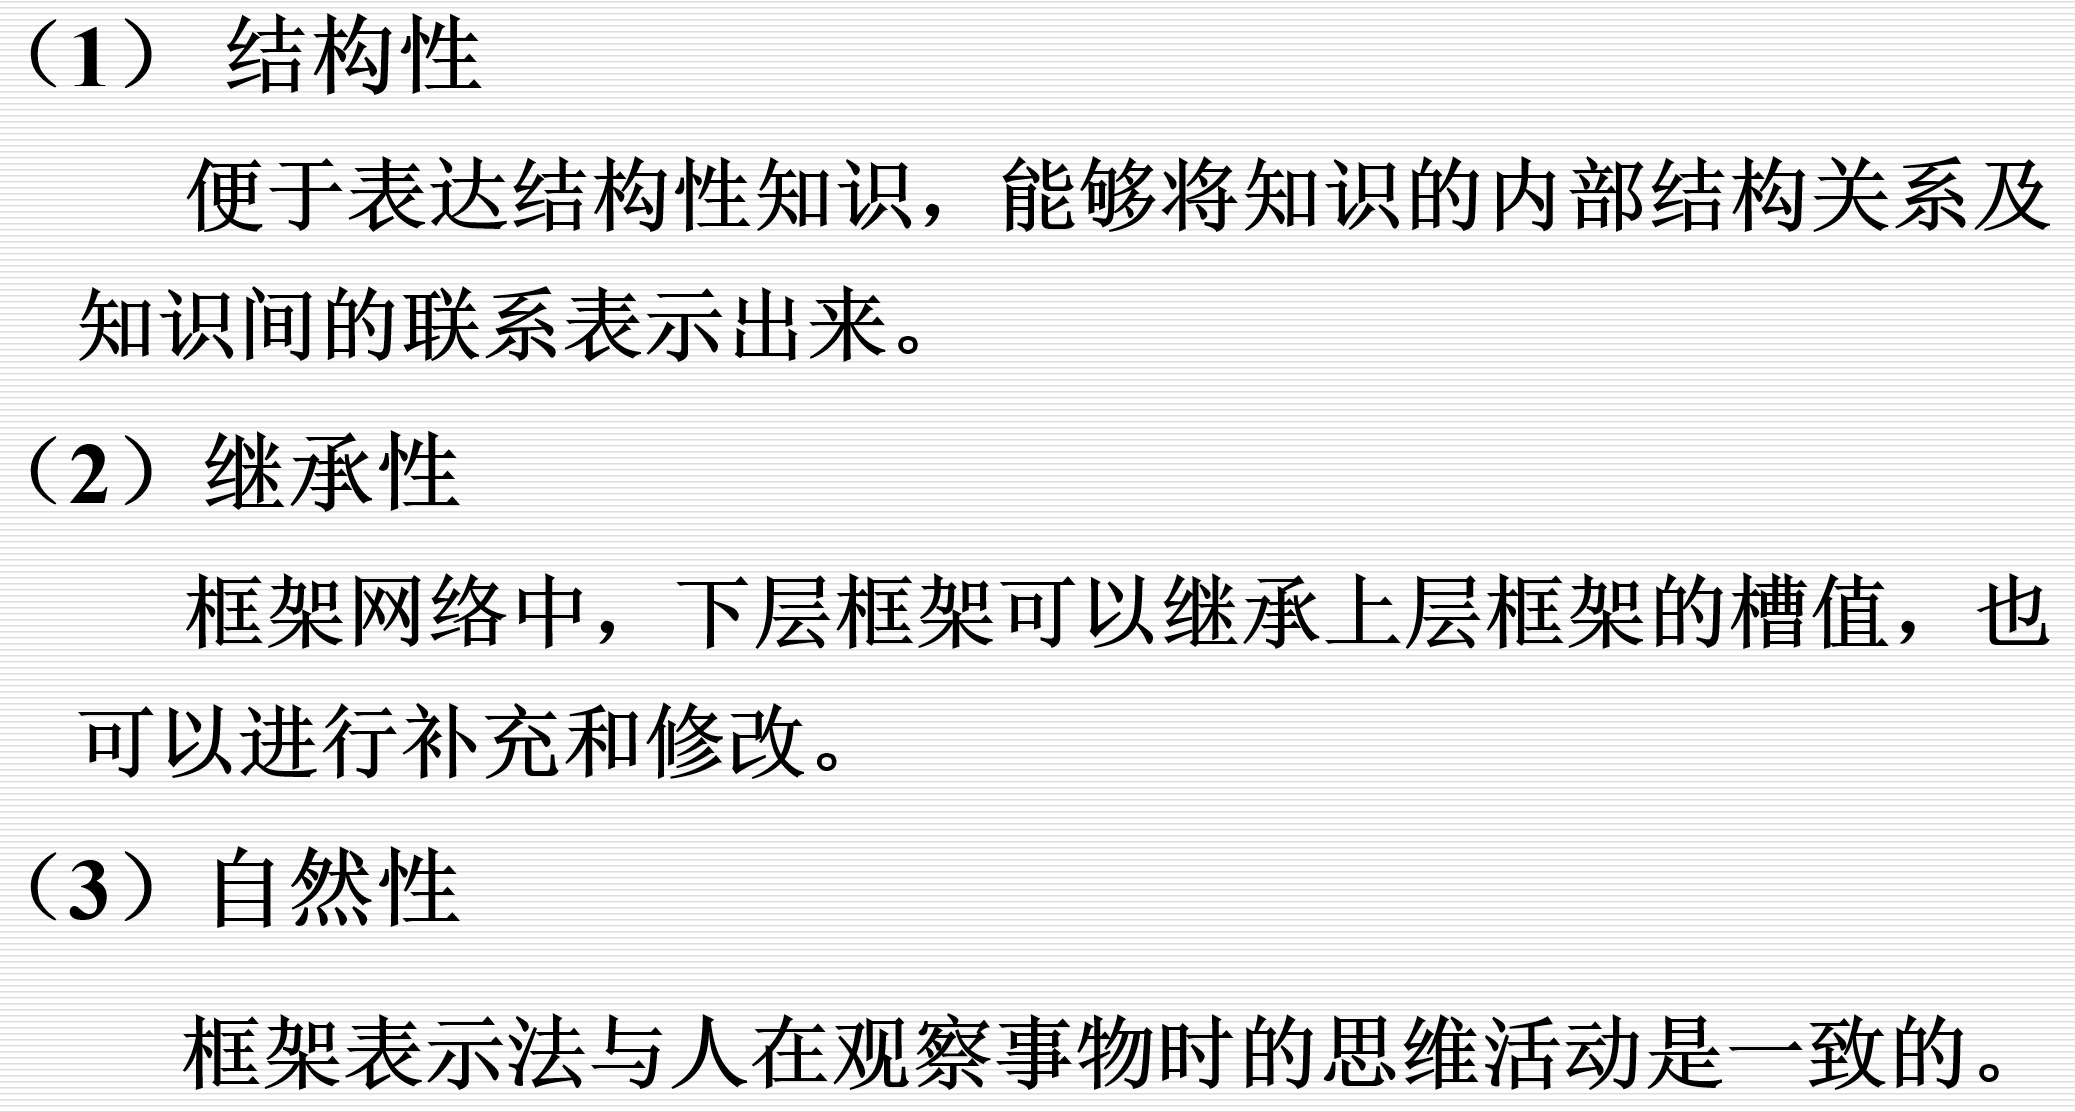 （1） 结构性
便于表达结构性知识，能够将知识的内部结构关系及
知识间的联系表示出来。
（2）继承性
框架网络中，下层框架可以继承上层框架的槽值，也
可以进行补充和修改。
（3）自然性
框架表示法与人在观察事物时的思维活动是一致的。